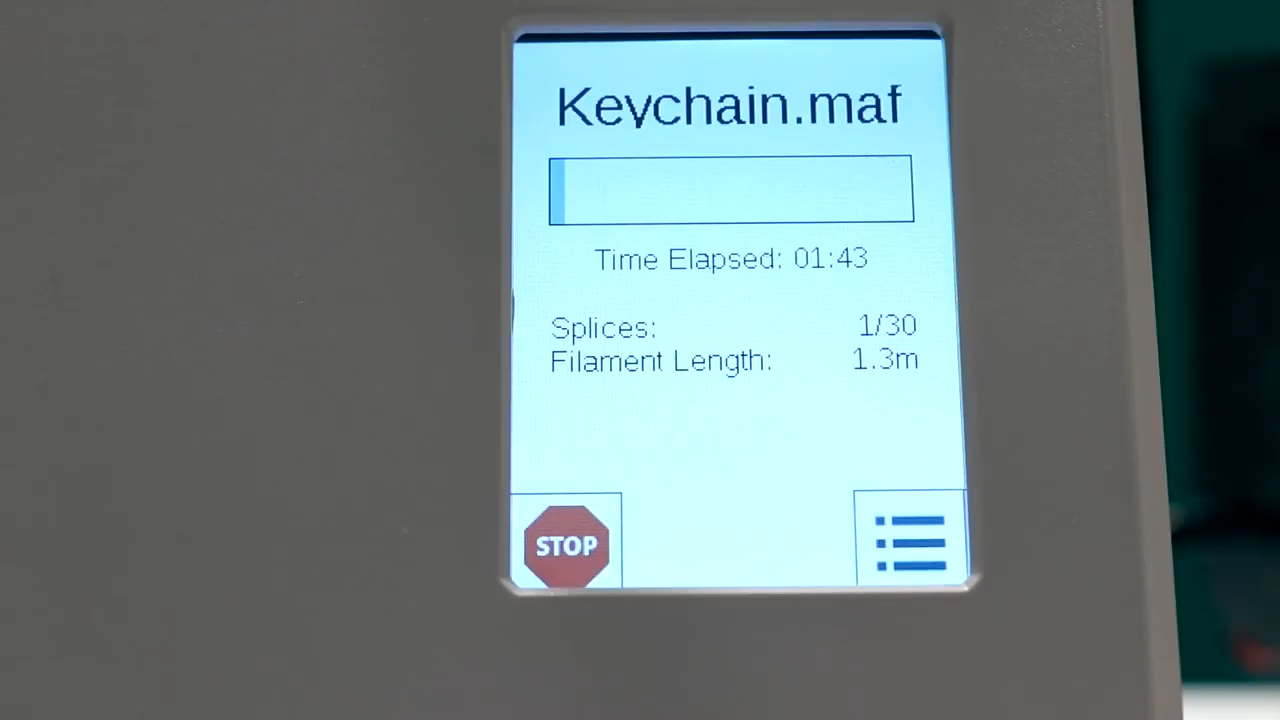 Keychain.maf
Time Elapsed: 01:43
Splices: 1/30
Filament Length: 1.3m
STOP